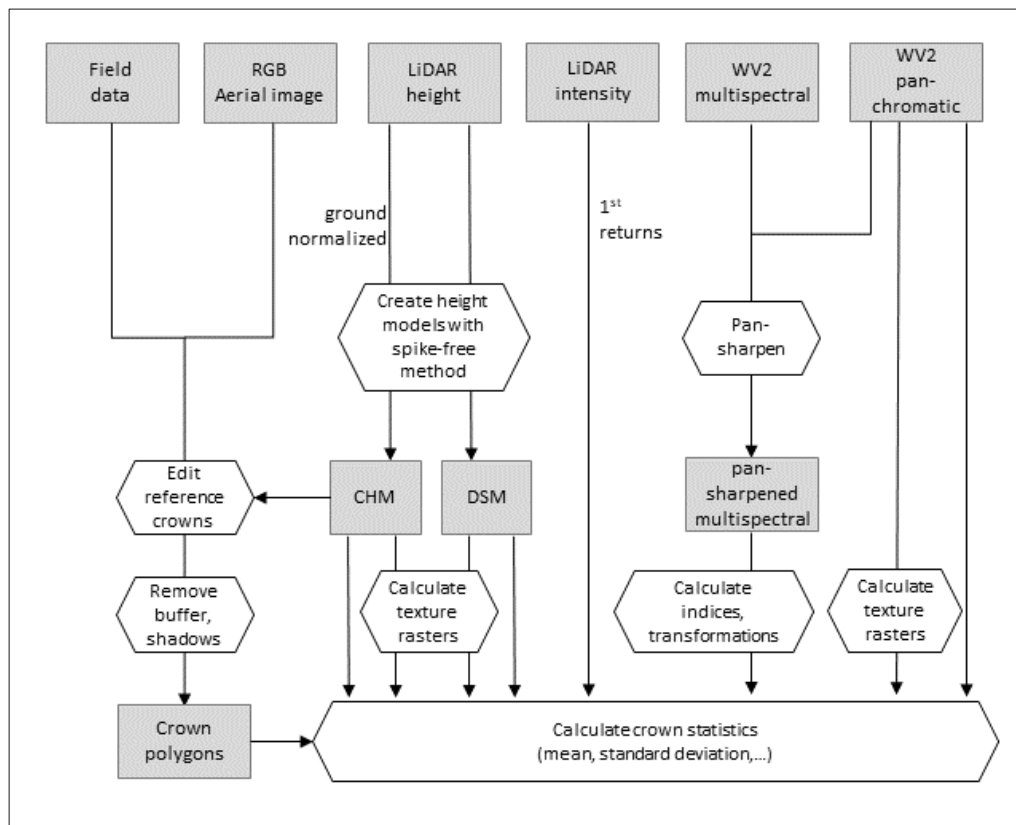 Field
data
RGB
Aerial image
LiDAR
height
LiDAR
intensity
WV2
multispectral
WV2
pan-
chromatic
ground
normalized
1st
returns
Create height
models with
spike-free
method
Pan-
sharpen
Edit
reference
crowns
CHM
DSM
pan-
sharpened
multispectral
Remove
buffer,
shadows
Calculate
texture
rasters
Calculate
indices,
transformations
Calculate
texture
rasters
Crown
polygons
Calculate crown statistics
(mean, standard deviation,...)